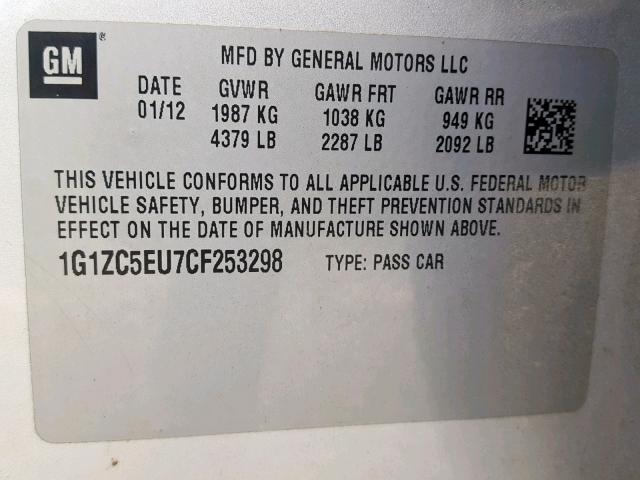 GM
MFD BY GENERAL MOTORS LLC
DATE GVWR GAWR FRT GAWR RR
01/12 1987 KG 1038 KG 949 KG
4379 LB 2287 LB 2092 LB
THIS VEHICLE CONFORMS TO ALL APPLICABLE U.S. FEDERAL MOTOR
VEHICLE SAFETY, BUMPER, AND THEFT PREVENTION STANDARDS IN
EFFECT ON THE DATE OF MANUFACTURE SHOWN ABOVE.
1G1ZC5EU7CF253298 TYPE: PASS CAR